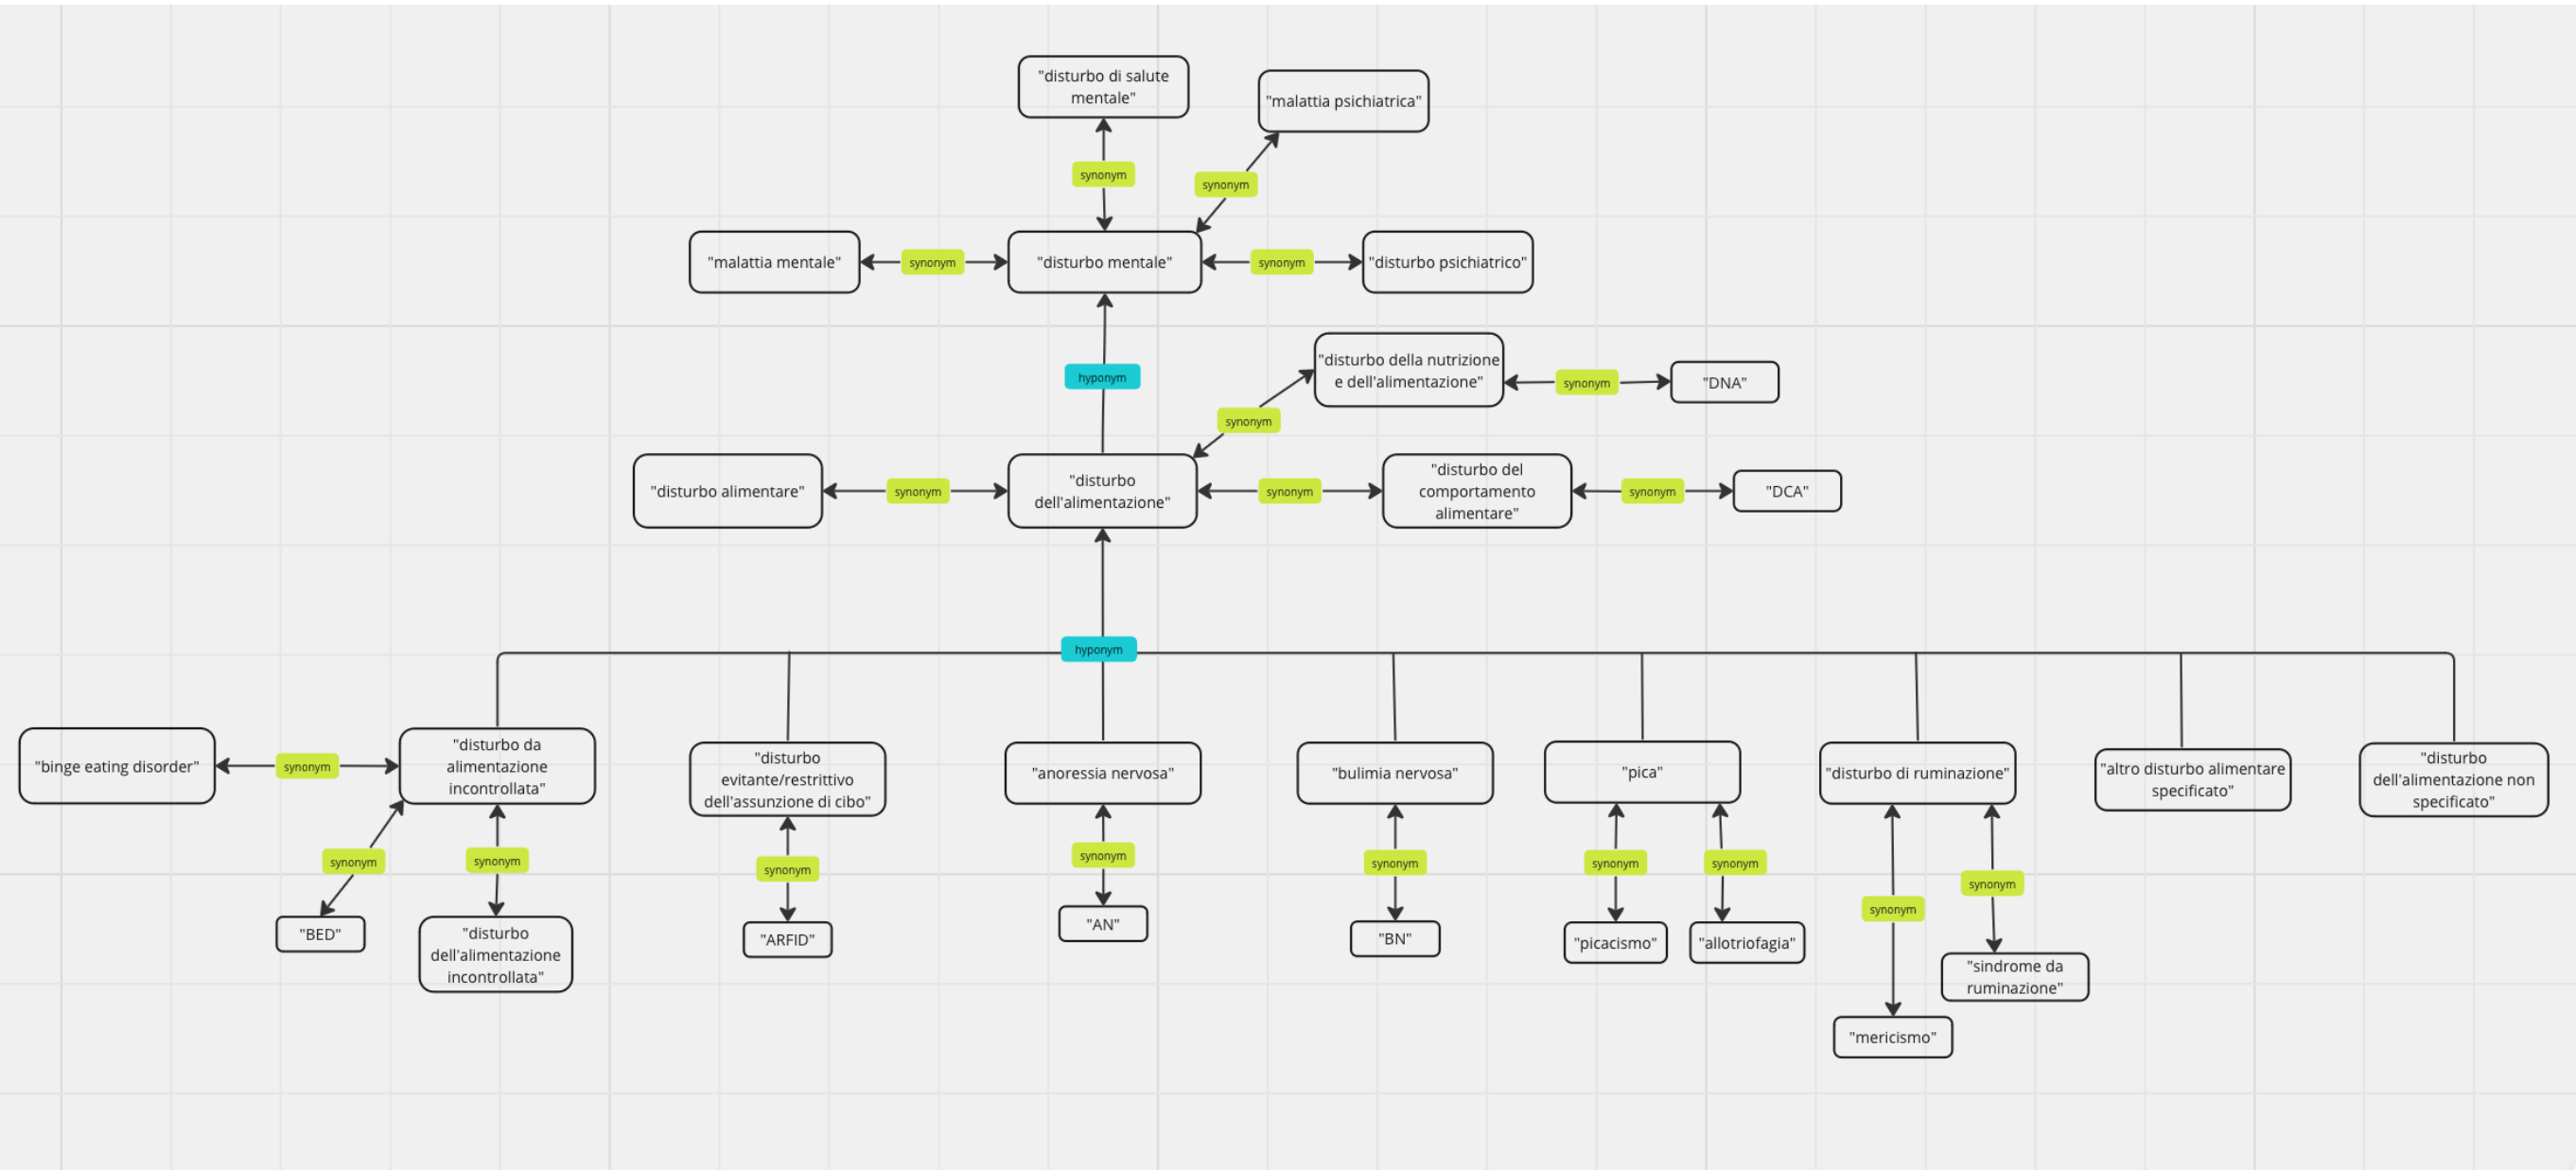 "disturbo di salute
mentale"
"malattia psichiatrica"
synonym
synonym
"malattia mentale"
synonym
"disturbo mentale"
synonym
"disturbo psichiatrico"
hyponym
"disturbo della nutrizione
e dell'alimentazione"
synonym
"DNA"
synonym
"disturbo alimentare"
synonym
"disturbo
dell'alimentazione"
synonym
"disturbo del
comportamento
alimentare"
synonym
"DCA"
hyponym
"binge eating disorder"
synonym
"disturbo da
alimentazione
incontrollata"
"disturbo
evitante/restrittivo
dell'assunzione di cibo"
"anoressia nervosa"
"bulimia nervosa"
"pica"
"disturbo di ruminazione"
"altro disturbo alimentare
specificato"
"disturbo
dell'alimentazione non
specificato"
synonym
synonym
synonym
synonym
synonym
synonym
synonym
synonym
synonym
"BED"
"disturbo
dell'alimentazione
incontrollata"
"ARFID"
"AN"
"BN"
"picacismo"
"allotriofagia"
"sindrome da
ruminazione"
"mericismo"